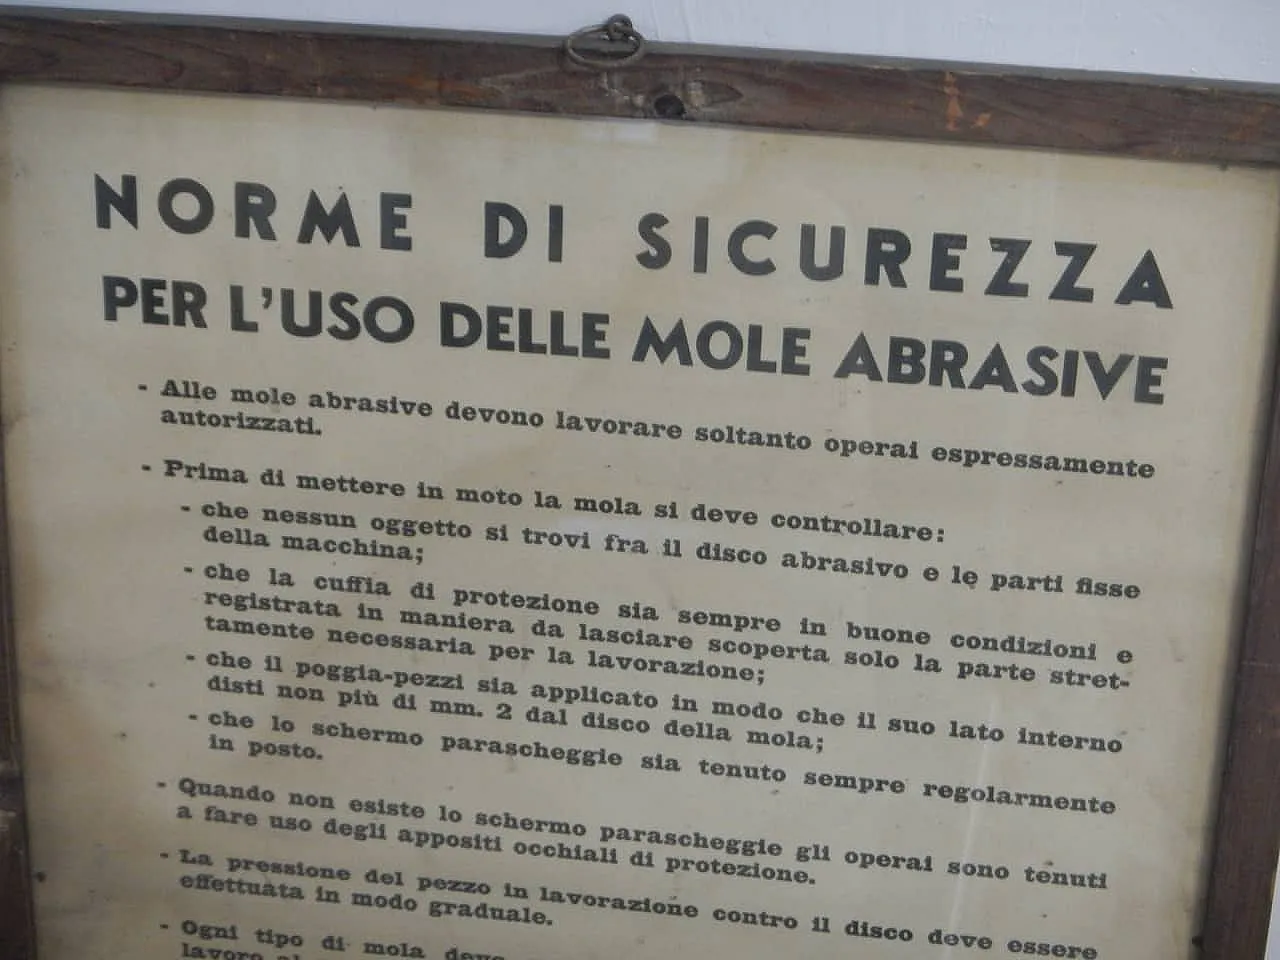 NORME DI SICUREZZA
PER L'USO DELLE MOLE ABRASIVE
- Alle mole abrasive devono lavorare soltanto operai espressamente
autorizzati.
- Prima di mettere in moto la mola si deve controllare:
- che nessun oggetto si trovi fra il disco abrasivo e le parti fisse
della macchina;
- che la cuffia di protezione sia sempre in buone condizioni e
registrata in maniera da lasciare scoperta solo la parte stret-
tamente necessaria per la lavorazione;
- che il poggia-pezzi sia applicato in modo che il suo lato interno
disti non più di mm. 2 dal disco della mola;
- che lo schermo parascheggie sia tenuto sempre regolarmente
in posto.
- Quando non esiste lo schermo parascheggie gli operai sono tenuti
a fare uso degli appositi occhiali di protezione.
- La pressione del pezzo in lavorazione contro il disco deve essere
effettuata in modo graduale.
- Ogni tipo di mola deve
lavoro